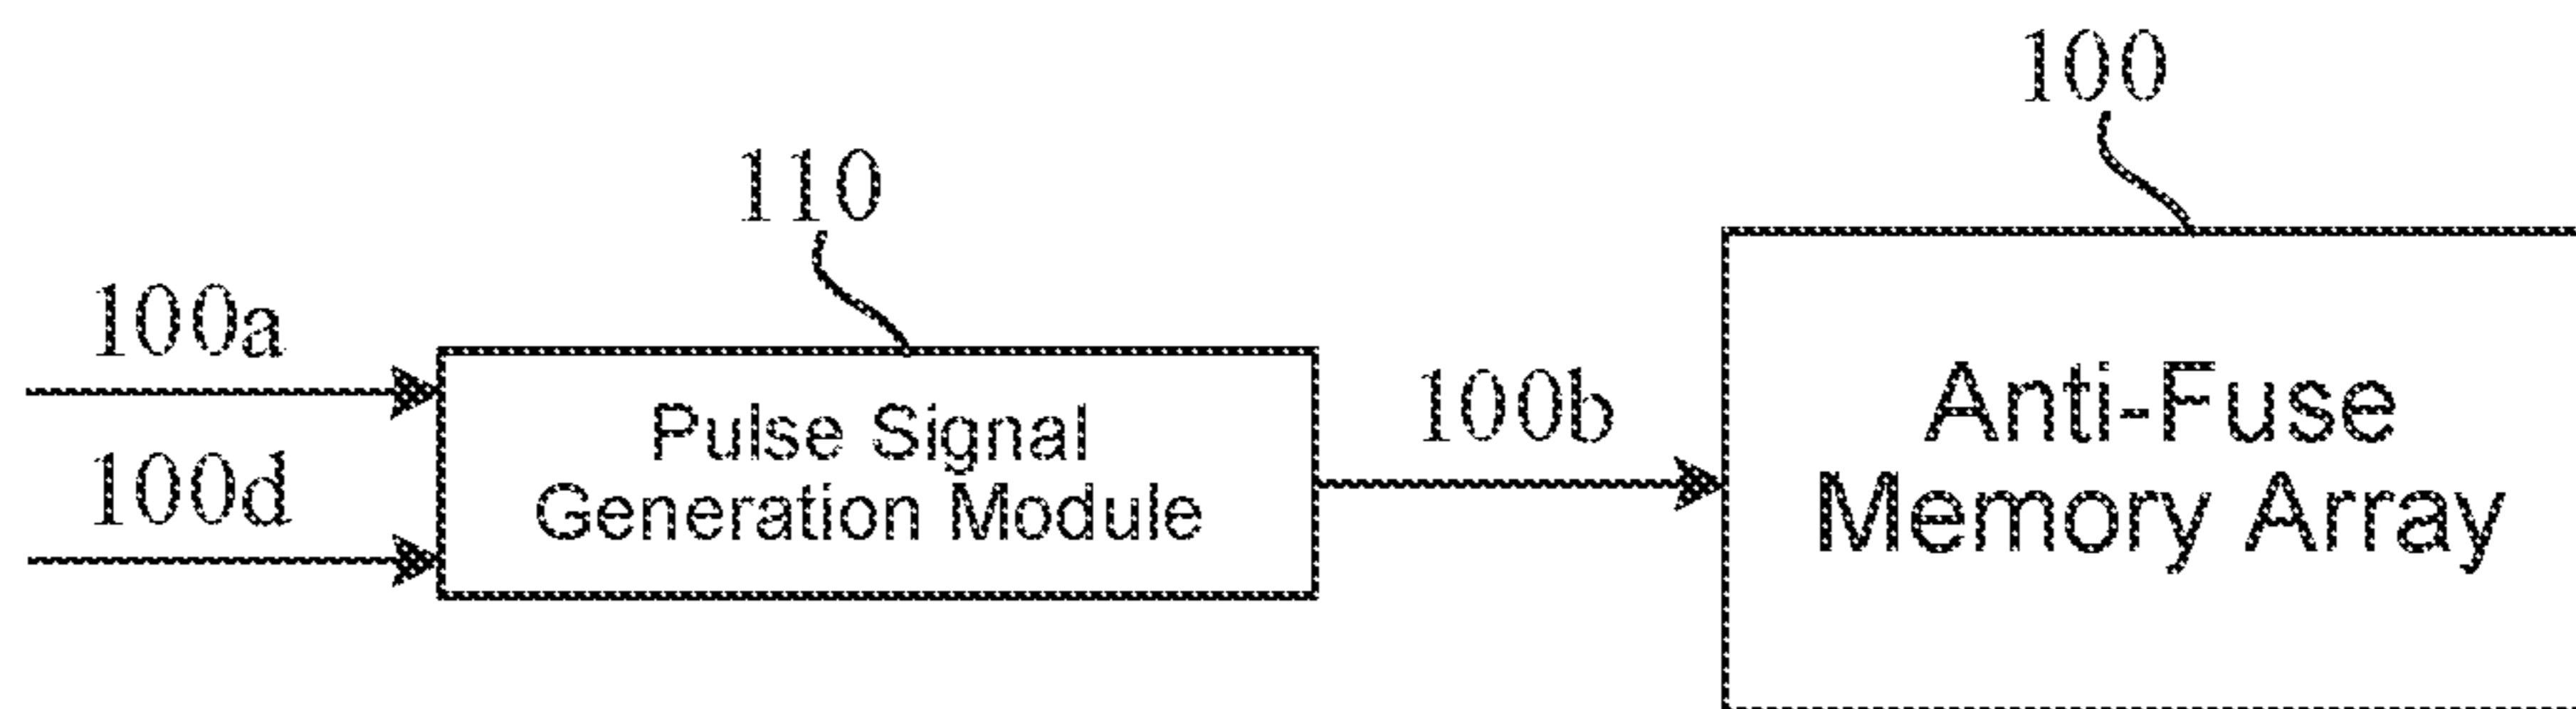 100
110
100a
100d
Pulse Signal
Generation Module
100b
Anti-Fuse
Memory Array